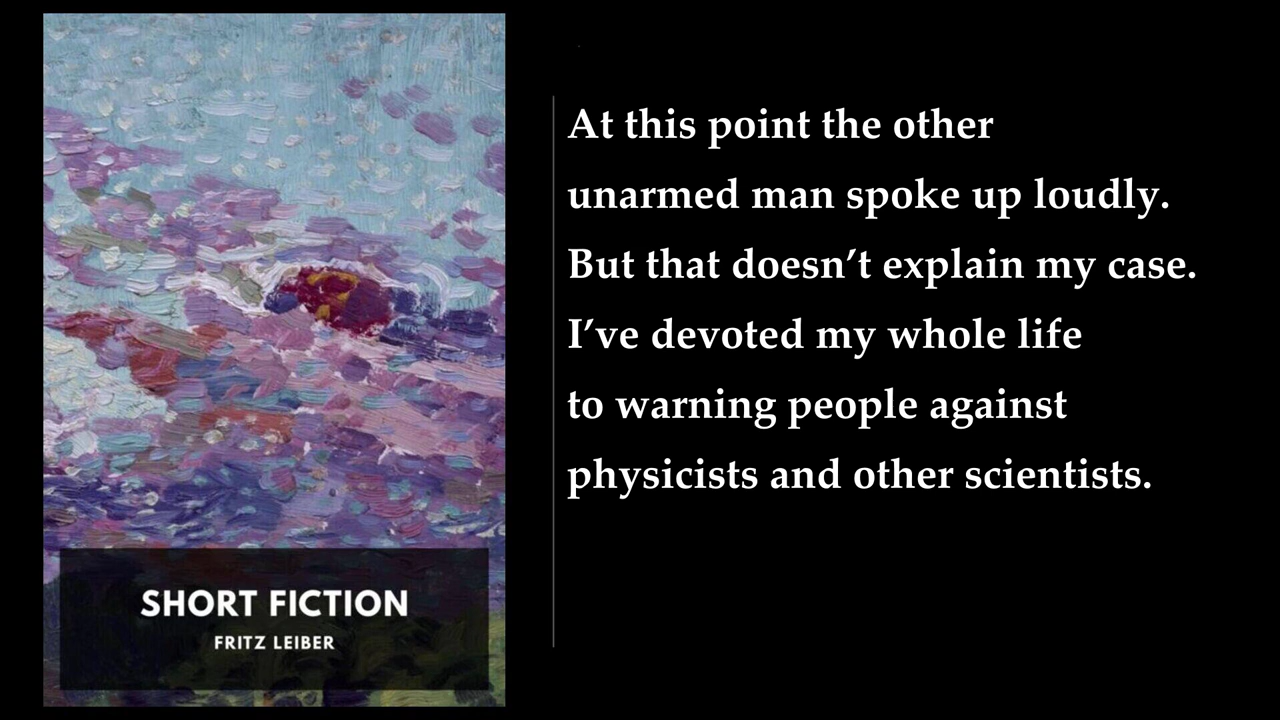 At this point the other
unarmed man spoke up loudly.
But that doesn’t explain my case.
I’ve devoted my whole life
to warning people against
physicists and other scientists.
SHORT FICTION
FRITZ LEIBER